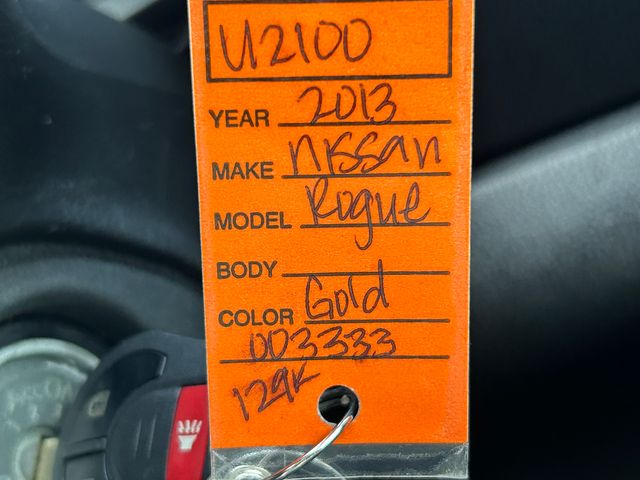 U2100
YEAR 2013
MAKE nissan
MODEL Rogue
BODY
COLOR Gold
003333
129K